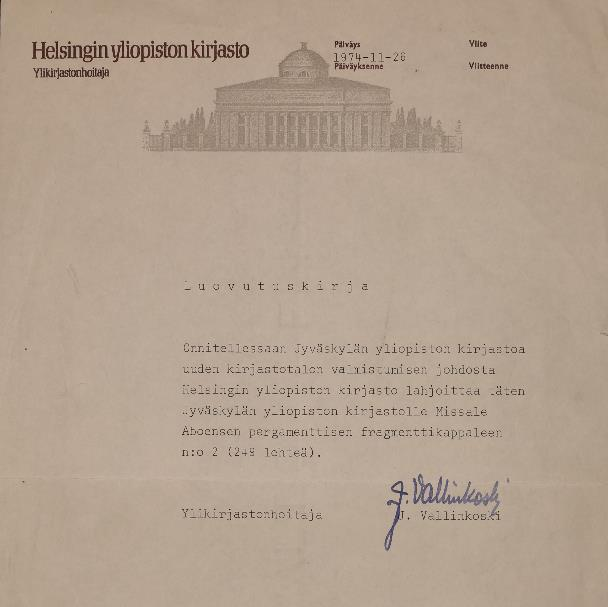 Helsingin yliopiston kirjasto
Ylikirjastonhoitaja
Päiväys
1974-11-26
Päiväyksenne
Viite
Viitteenne
Luovutuskirja
Onnitellessaan Jyväskylän yliopiston kirjastoa
uuden kirjastotalon valmistumisen johdosta
Helsingin yliopiston kirjasto lahjoittaa täten
Jyväskylän yliopiston kirjastolle Missale
Aboensen pergamenttisen fragmenttikappaleen
n:o 2 (248 lehteä).
J. Vallinkoski
Ylikirjastonhoitaja J. Vallinkoski